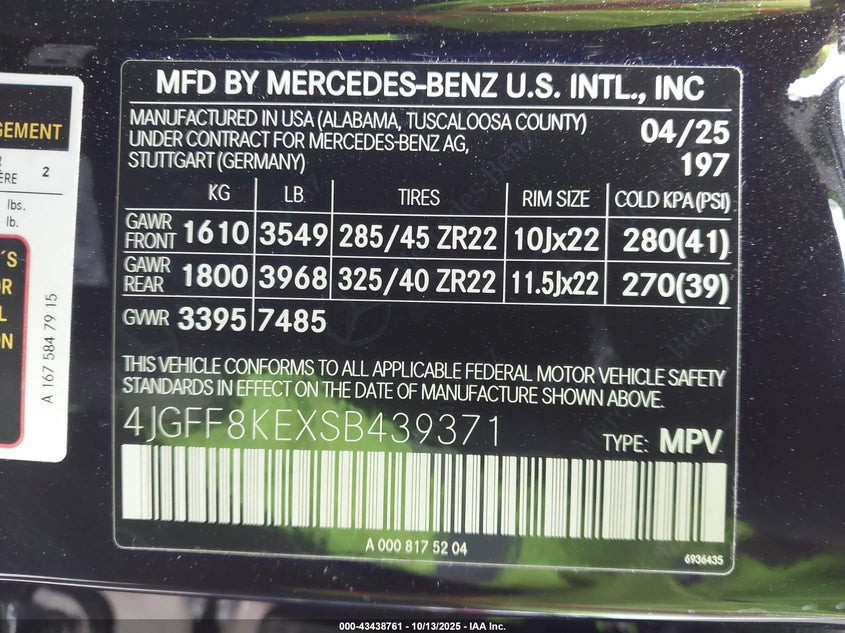 MFD BY MERCEDES-BENZ U.S. INTL., INC
MANUFACTURED IN USA (ALABAMA, TUSCALOOSA COUNTY)
UNDER CONTRACT FOR MERCEDES-BENZ AG,
STUTTGART (GERMANY)
04/25
197
KG LB TIRES RIM SIZE COLD KPA(PSI)
GAWR FRONT 1610 3549 285/45 ZR22 10Jx22 280(41)
GAWR REAR 1800 3968 325/40 ZR22 11.5Jx22 270(39)
GVWR 3395 7485
THIS VEHICLE CONFORMS TO ALL APPLICABLE FEDERAL MOTOR VEHICLE SAFETY
STANDARDS IN EFFECT ON THE DATE OF MANUFACTURE SHOWN ABOVE.
4JGFF8KEXSB439371
TYPE: MPV
A 000 817 52 04
6936435
GEMENT
2
lbs.
lb.
'S
OR
L
ON
A 167 584 79 15
000-43438761 - 10/13/2025 - IAA Inc.